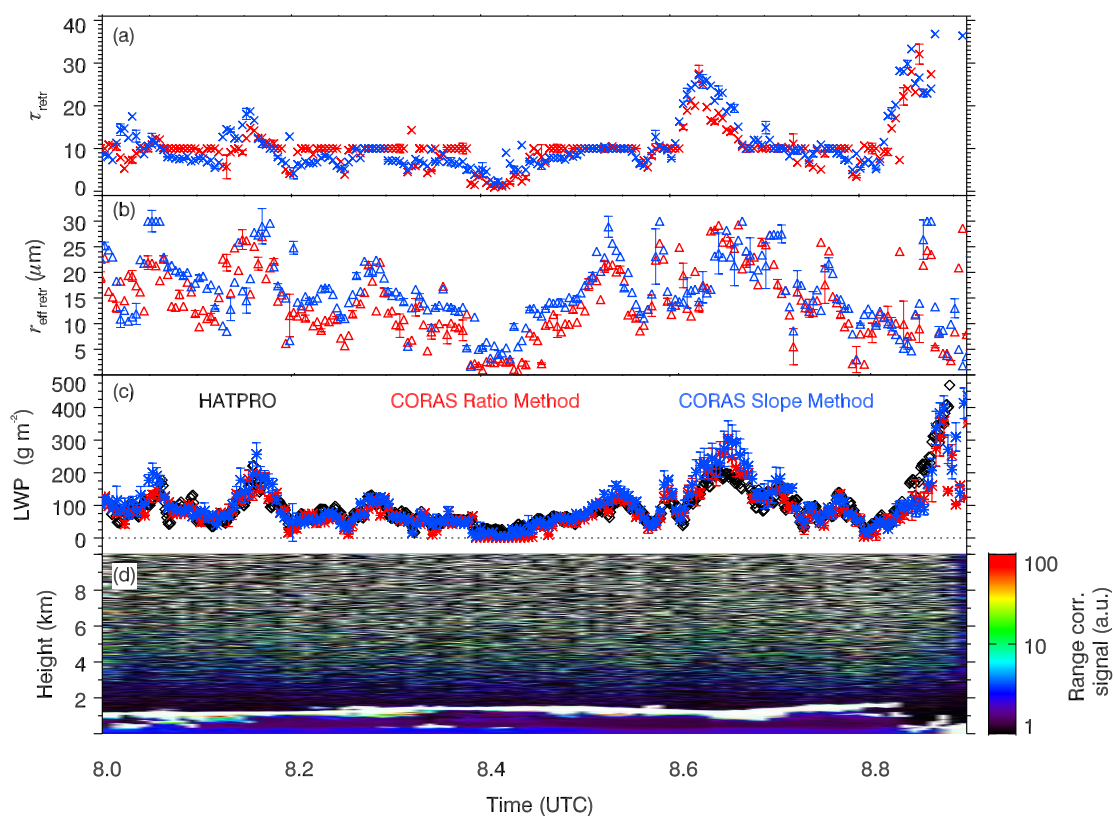 (a)
40
30
20
10
0
τretr
(b)
30
25
20
15
10
5
reff retr (μm)
(c)
HATPRO CORAS Ratio Method CORAS Slope Method
500
400
300
200
100
0
LWP (g m-2)
(d)
8
6
4
2
Height (km)
100
10
1
Range corr.
signal (a.u.)
8.0 8.2 8.4 8.6 8.8
Time (UTC)